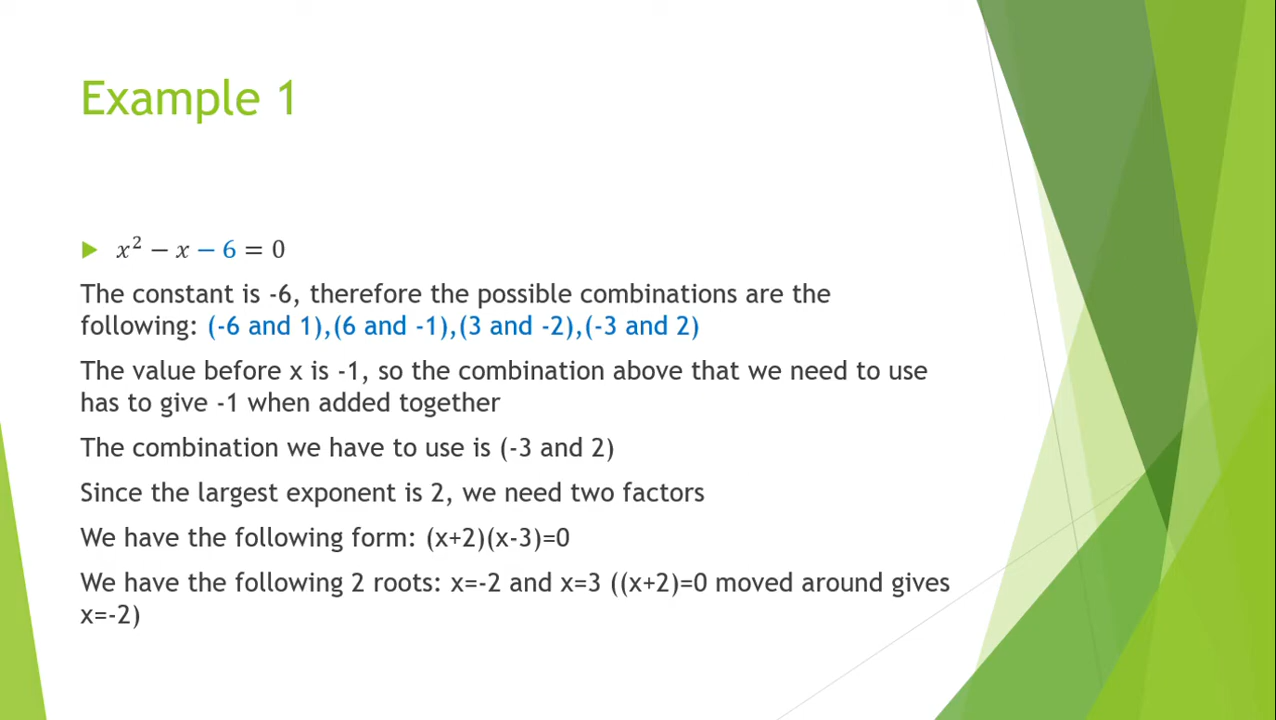 Example 1
x² − x − 6 = 0
The constant is -6, therefore the possible combinations are the
following: (-6 and 1),(6 and -1),(3 and -2),(-3 and 2)
The value before x is -1, so the combination above that we need to use
has to give -1 when added together
The combination we have to use is (-3 and 2)
Since the largest exponent is 2, we need two factors
We have the following form: (x+2)(x-3)=0
We have the following 2 roots: x=-2 and x=3 ((x+2)=0 moved around gives
x=-2)